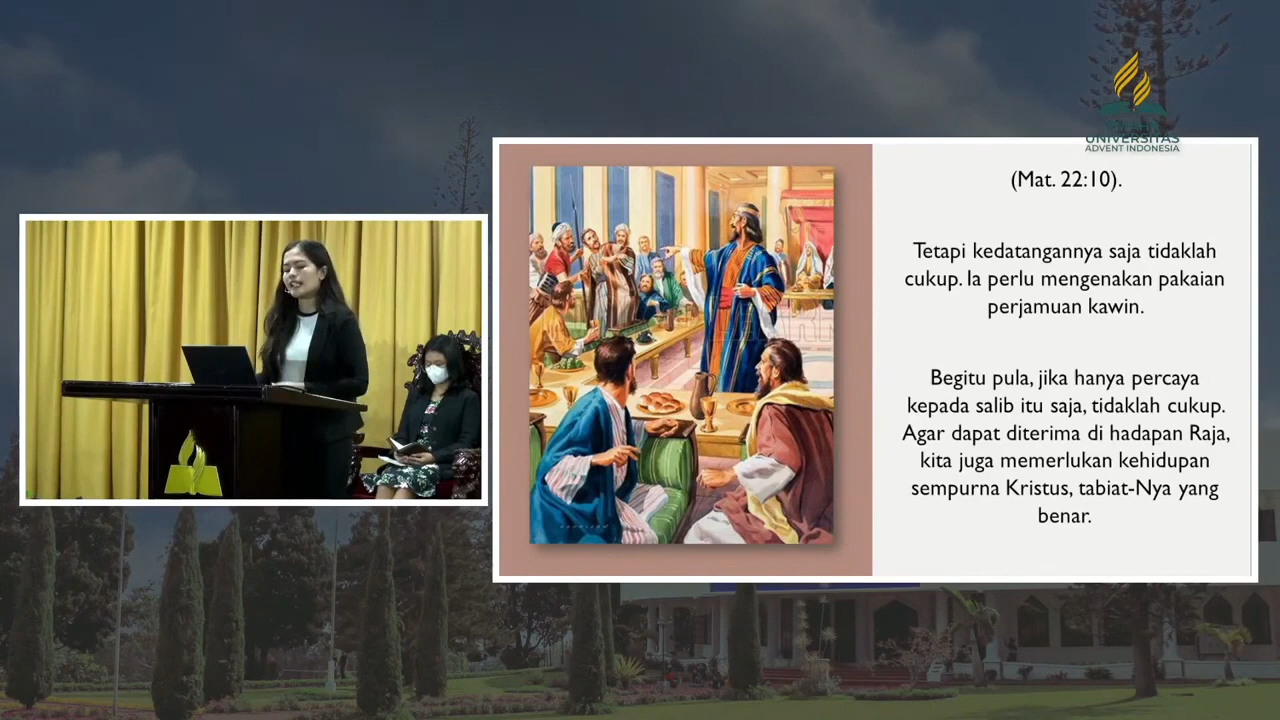 UNIVERSITAS
ADVENT INDONESIA
(Mat. 22:10).
Tetapi kedatangannya saja tidaklah
cukup. Ia perlu mengenakan pakaian
perjamuan kawin.
Begitu pula, jika hanya percaya
kepada salib itu saja, tidaklah cukup.
Agar dapat diterima di hadapan Raja,
kita juga memerlukan kehidupan
sempurna Kristus, tabiat-Nya yang
benar.